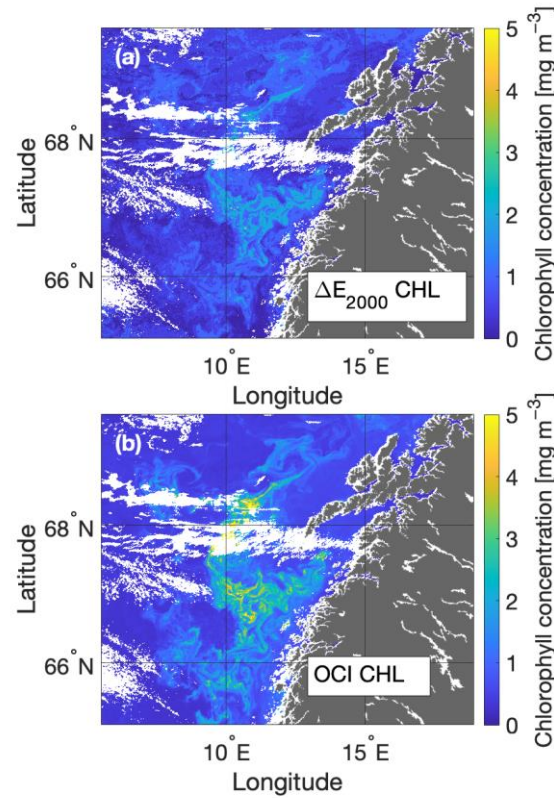 (a)
68°N
66°N
Latitude
10°E
15°E
Longitude
ΔE2000 CHL
5
4
3
2
1
0
Chlorophyll concentration [mg m⁻³]
(b)
68°N
66°N
Latitude
10°E
15°E
Longitude
OCI CHL
5
4
3
2
1
0
Chlorophyll concentration [mg m⁻³]